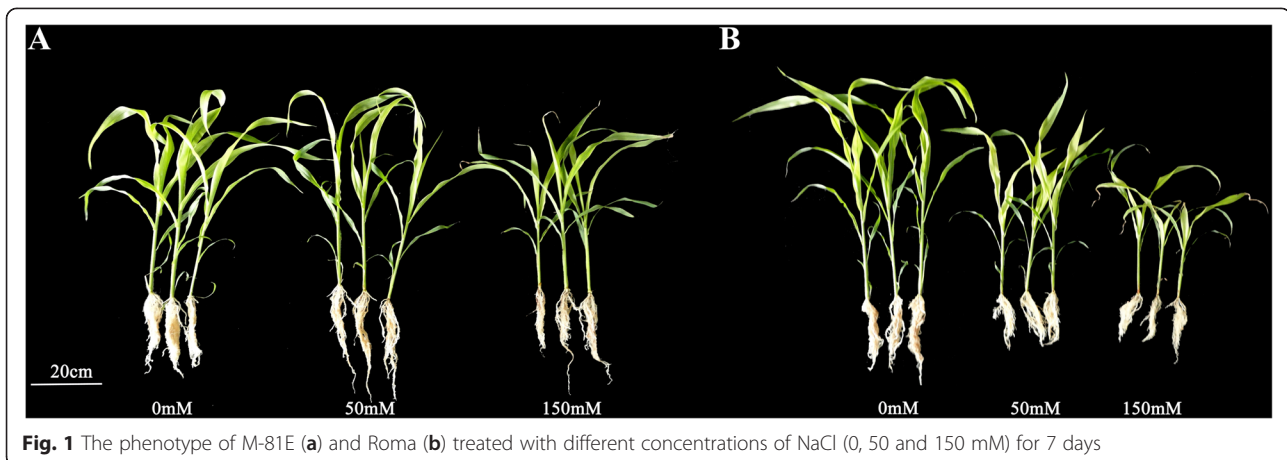 A
B
20cm
0mM
50mM
150mM
0mM
50mM
150mM
Fig. 1 The phenotype of M-81E (a) and Roma (b) treated with different concentrations of NaCl (0, 50 and 150 mM) for 7 days